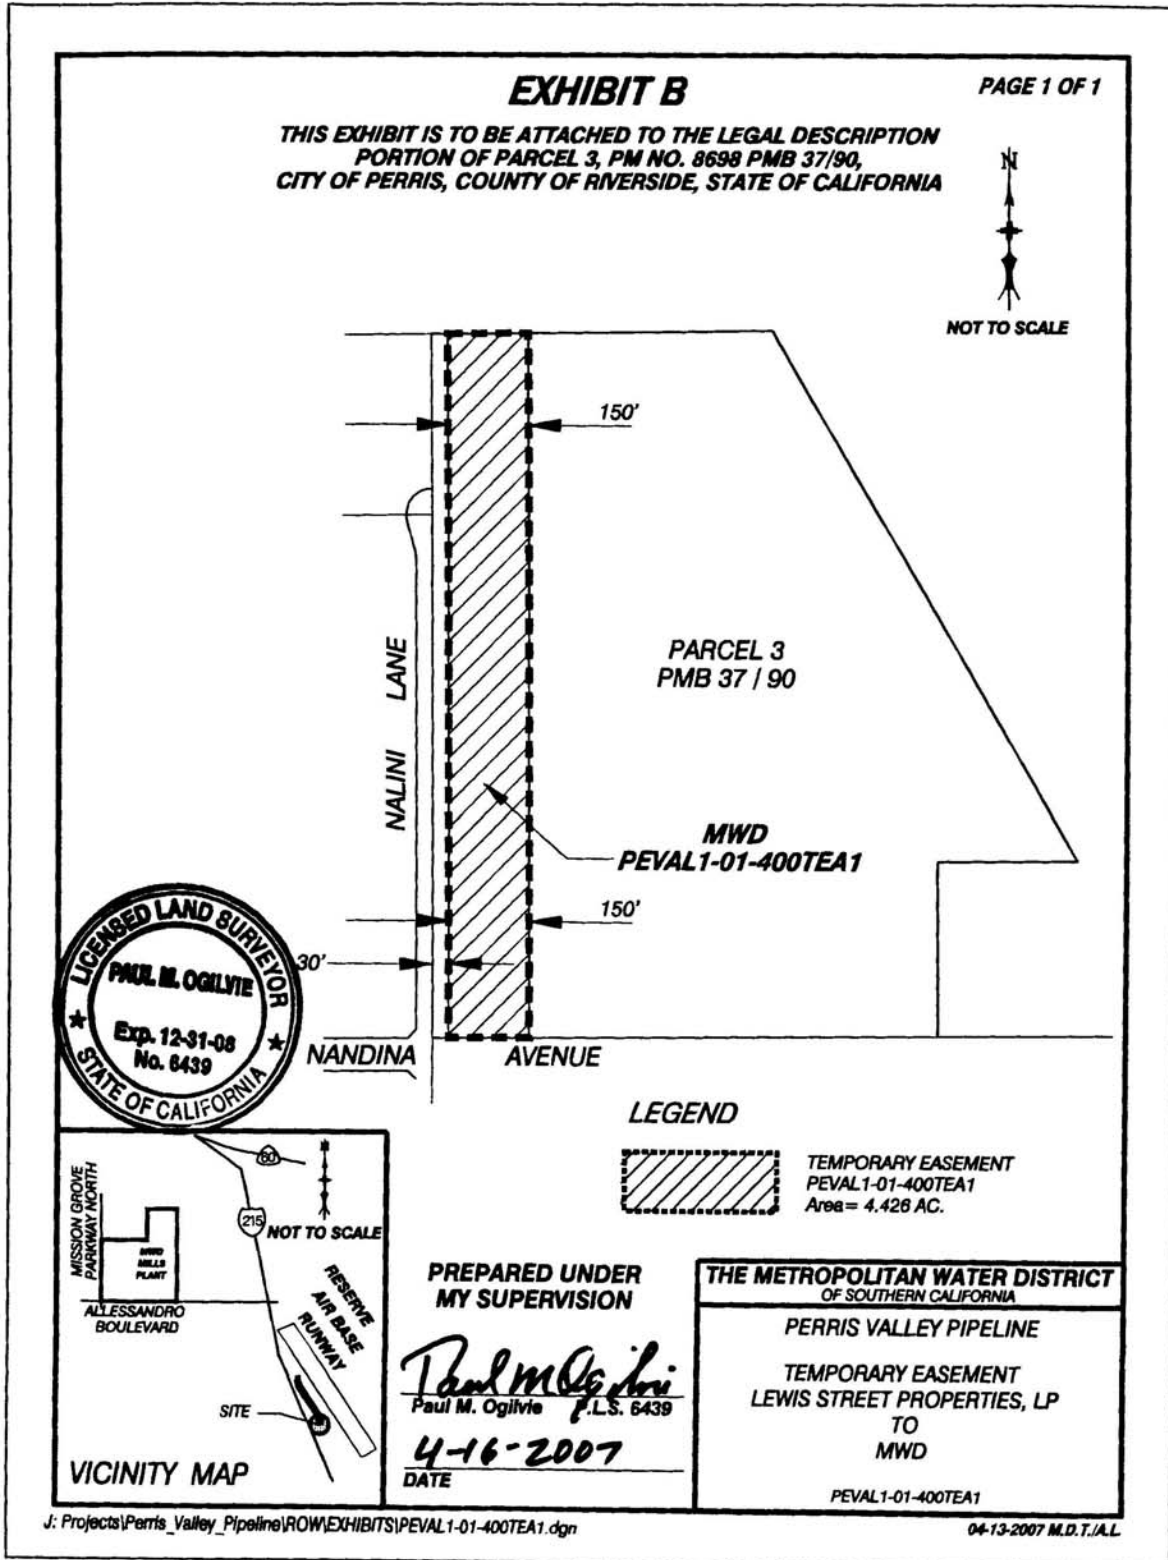 EXHIBIT B
PAGE 1 OF 1
THIS EXHIBIT IS TO BE ATTACHED TO THE LEGAL DESCRIPTION
PORTION OF PARCEL 3, PM NO. 8698 PMB 37/90,
CITY OF PERRIS, COUNTY OF RIVERSIDE, STATE OF CALIFORNIA
N
NOT TO SCALE
150'
NALINI LANE
PARCEL 3
PMB 37 / 90
MWD
PEVAL1-01-400TEA1
150'
30'
NANDINA AVENUE
LICENSED LAND SURVEYOR
PAUL M. OGILVIE
Exp. 12-31-08
No. 6439
STATE OF CALIFORNIA
LEGEND
TEMPORARY EASEMENT
PEVAL1-01-400TEA1
Area= 4.426 AC.
MISSION GROVE
PARKWAY NORTH
60
215
NOT TO SCALE
MWD
MILLS
PLANT
ALLESSANDRO
BOULEVARD
RESERVE
AIR BASE
RUNWAY
SITE
VICINITY MAP
PREPARED UNDER
MY SUPERVISION
Paul M Ogilvie
Paul M. Ogilvie P.L.S. 6439
4-16-2007
DATE
THE METROPOLITAN WATER DISTRICT
OF SOUTHERN CALIFORNIA
PERRIS VALLEY PIPELINE
TEMPORARY EASEMENT
LEWIS STREET PROPERTIES, LP
TO
MWD
PEVAL1-01-400TEA1
J: Projects\Perris_Valley_Pipeline\ROW\EXHIBITS\PEVAL1-01-400TEA1.dgn
04-13-2007 M.D.T./A.L.